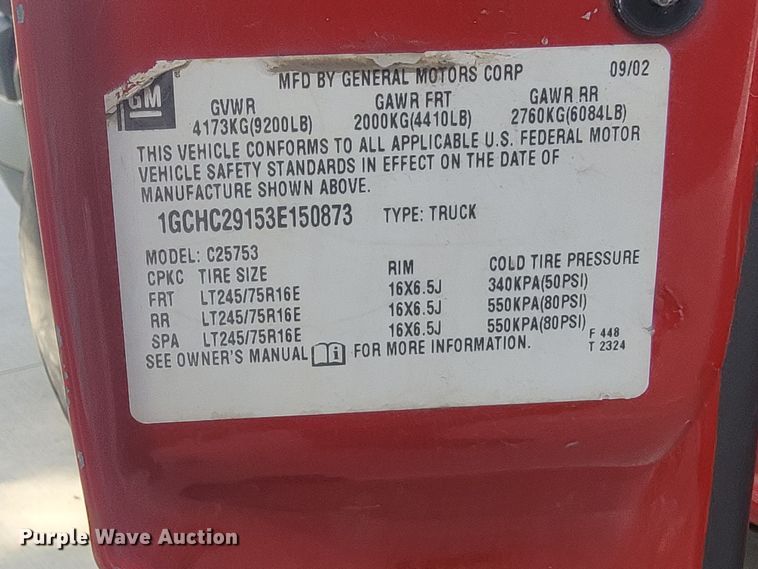 GM
MFD BY GENERAL MOTORS CORP 09/02
GVWR GAWR FRT GAWR RR
4173KG(9200LB) 2000KG(4410LB) 2760KG(6084LB)
THIS VEHICLE CONFORMS TO ALL APPLICABLE U.S. FEDERAL MOTOR
VEHICLE SAFETY STANDARDS IN EFFECT ON THE DATE OF
MANUFACTURE SHOWN ABOVE.
1GCHC29153E150873 TYPE: TRUCK
MODEL: C25753
CPKC TIRE SIZE RIM COLD TIRE PRESSURE
FRT LT245/75R16E 16X6.5J 340KPA(50PSI)
RR LT245/75R16E 16X6.5J 550KPA(80PSI)
SPA LT245/75R16E 16X6.5J 550KPA(80PSI)
SEE OWNER'S MANUAL i FOR MORE INFORMATION.
F 448
T 2324
Purple Wave Auction